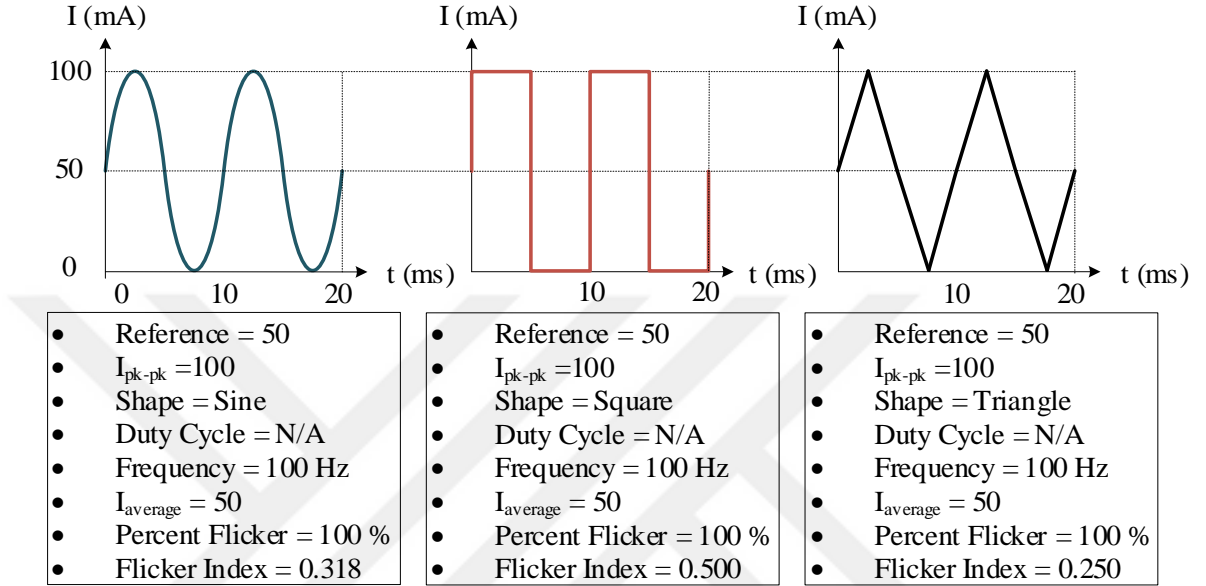 I (mA) I (mA) I (mA)
100
50
0
t (ms) t (ms) t (ms)
0 10 20 10 20 10 20
• Reference = 50
• Ipk-pk =100
• Shape = Sine
• Duty Cycle = N/A
• Frequency = 100 Hz
• Iaverage = 50
• Percent Flicker = 100 %
• Flicker Index = 0.318
• Reference = 50
• Ipk-pk =100
• Shape = Square
• Duty Cycle = N/A
• Frequency = 100 Hz
• Iaverage = 50
• Percent Flicker = 100 %
• Flicker Index = 0.500
• Reference = 50
• Ipk-pk =100
• Shape = Triangle
• Duty Cycle = N/A
• Frequency = 100 Hz
• Iaverage = 50
• Percent Flicker = 100 %
• Flicker Index = 0.250